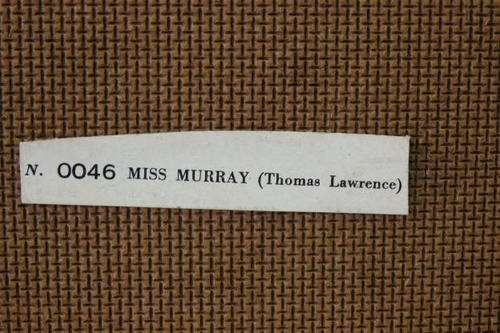 N. 0046 MISS MURRAY (Thomas Lawrence)